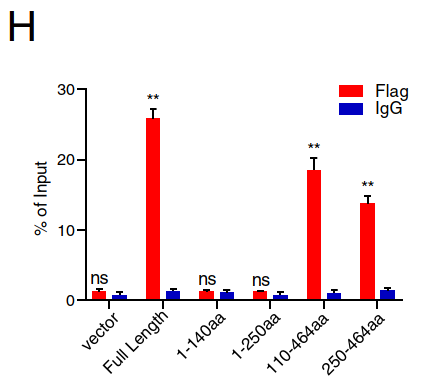 H
30
20
10
0
% of Input
Flag
IgG
ns
**
ns
ns
**
**
vector
Full Length
1-140aa
1-250aa
110-464aa
250-464aa